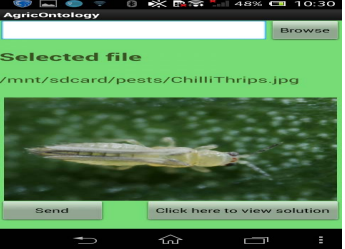 48% 10:30
AgricOntology
Browse
Selected file
/mnt/sdcard/pests/ChilliThrips.jpg
Send
Click here to view solution